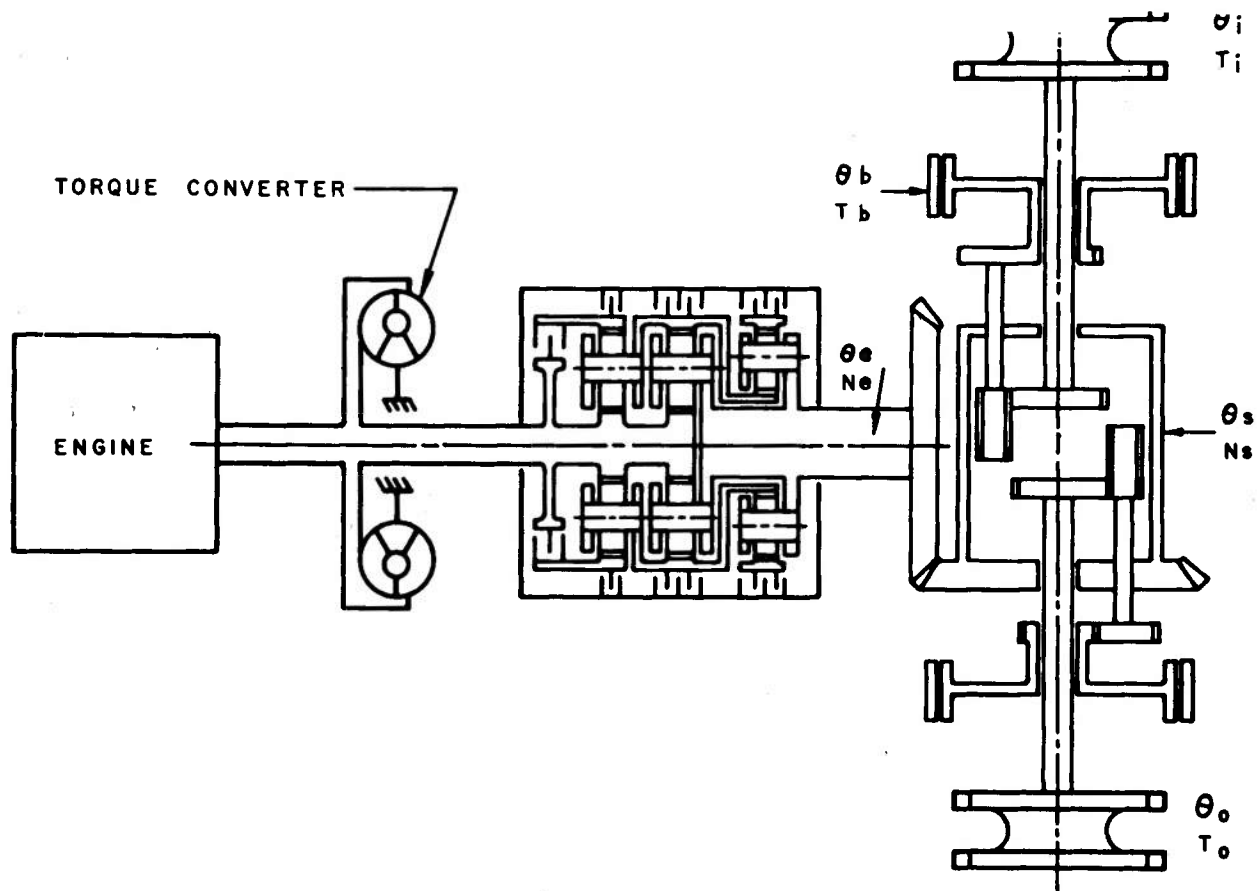 θi
Ti
TORQUE CONVERTER
θb
Tb
ENGINE
θe
Ne
θs
Ns
θo
To